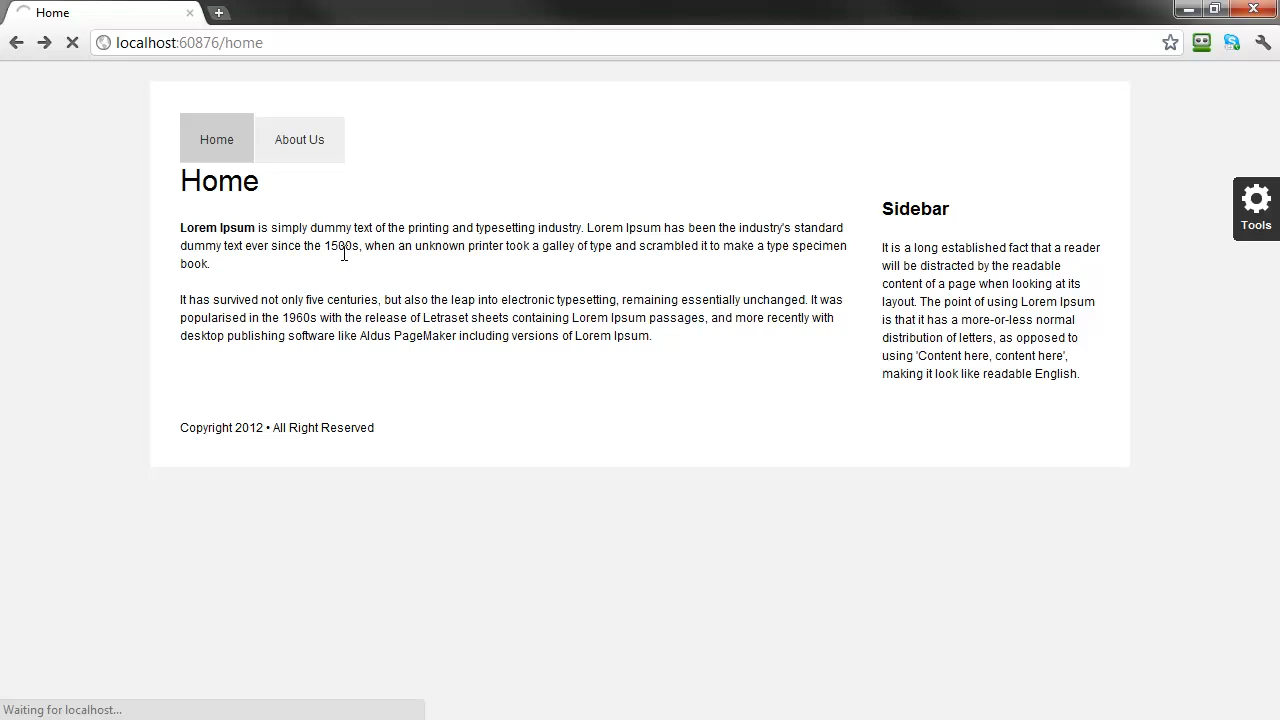 Home
localhost:60876/home
Home
About Us
Home
Lorem Ipsum is simply dummy text of the printing and typesetting industry. Lorem Ipsum has been the industry's standard
dummy text ever since the 1500s, when an unknown printer took a galley of type and scrambled it to make a type specimen
book.
It has survived not only five centuries, but also the leap into electronic typesetting, remaining essentially unchanged. It was
popularised in the 1960s with the release of Letraset sheets containing Lorem Ipsum passages, and more recently with
desktop publishing software like Aldus PageMaker including versions of Lorem Ipsum.
Sidebar
It is a long established fact that a reader
will be distracted by the readable
content of a page when looking at its
layout. The point of using Lorem Ipsum
is that it has a more-or-less normal
distribution of letters, as opposed to
using 'Content here, content here',
making it look like readable English.
Tools
Copyright 2012 • All Right Reserved
Waiting for localhost...